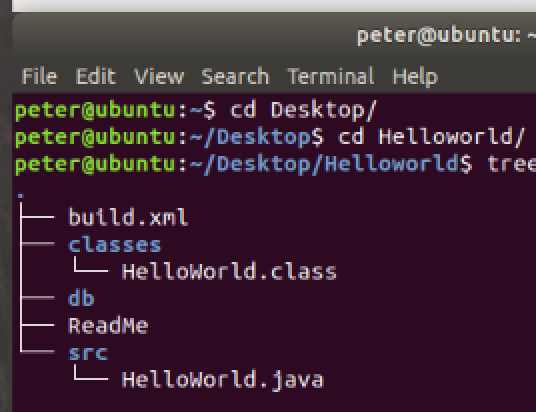 peter@ubuntu: ~
File Edit View Search Terminal Help
peter@ubuntu:~$ cd Desktop/
peter@ubuntu:~/Desktop$ cd Helloworld/
peter@ubuntu:~/Desktop/Helloworld$ tree
.
├── build.xml
├── classes
│   └── HelloWorld.class
├── db
├── ReadMe
└── src
    └── HelloWorld.java